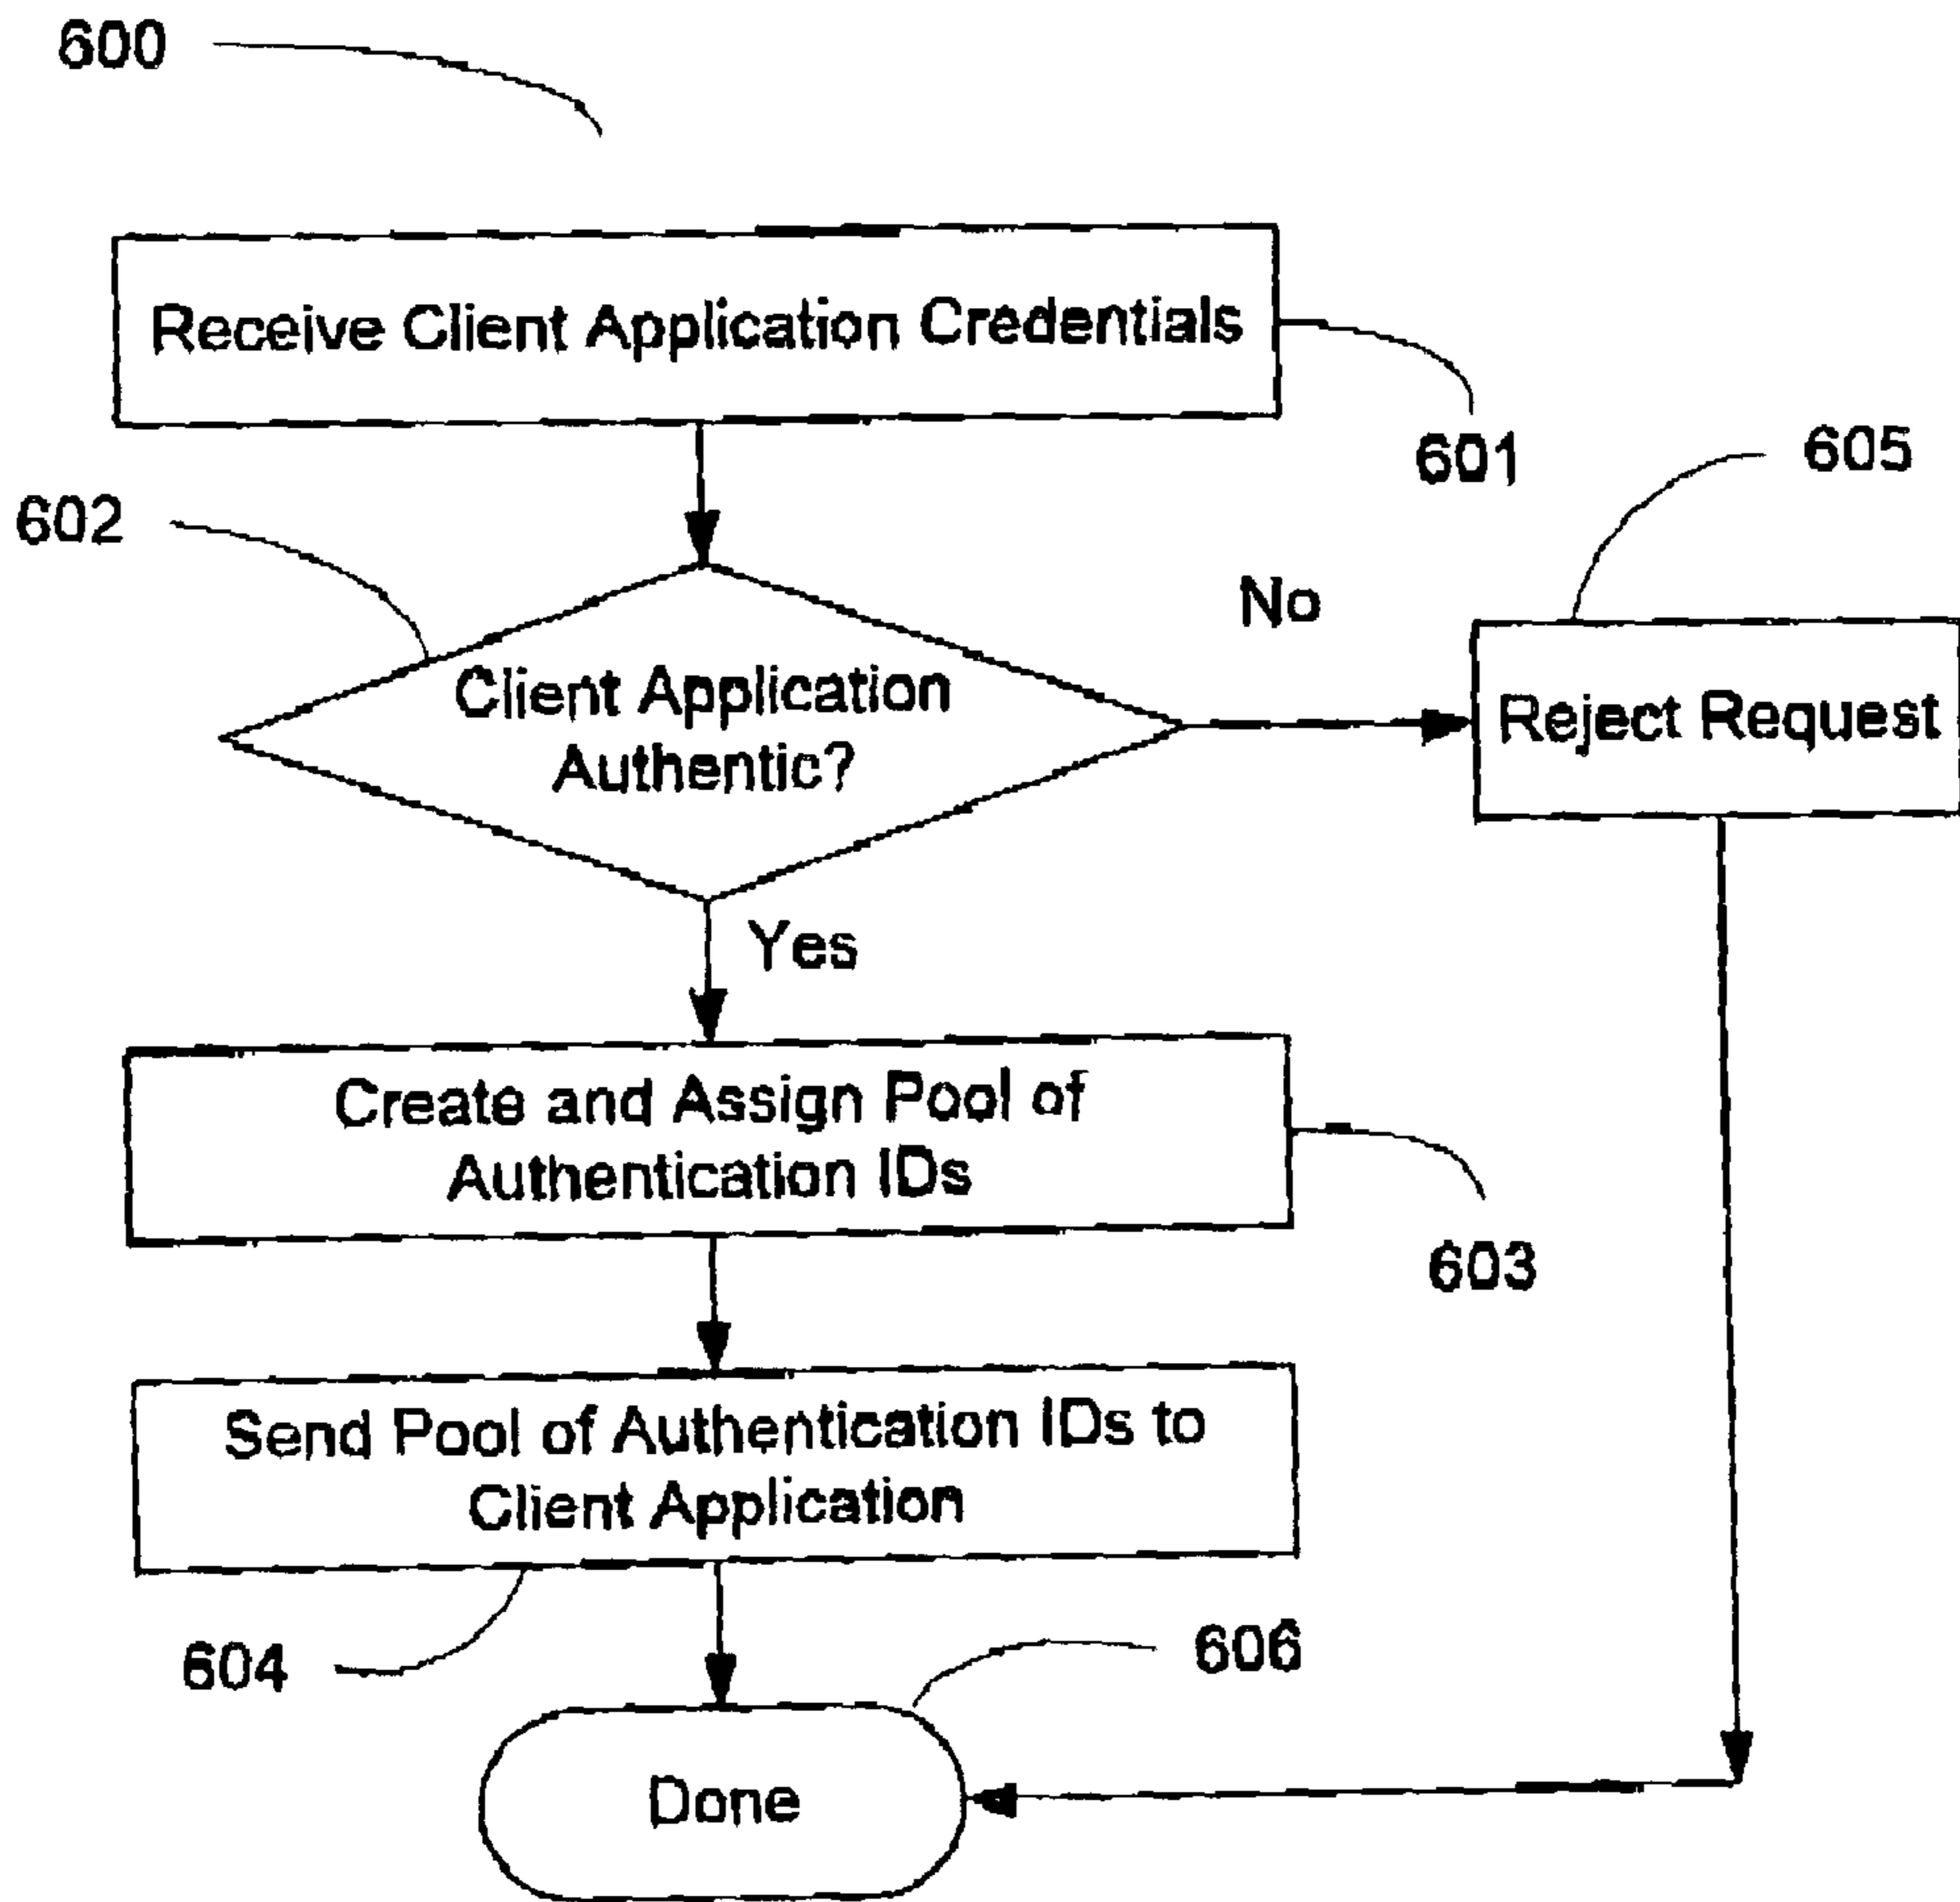 600
Receive Client Application Credentials
601
605
602
No
Client Application
Authentic?
Reject Request
Yes
Create and Assign Pool of
Authentication IDs
603
Send Pool of Authentication IDs to
Client Application
604
606
Done